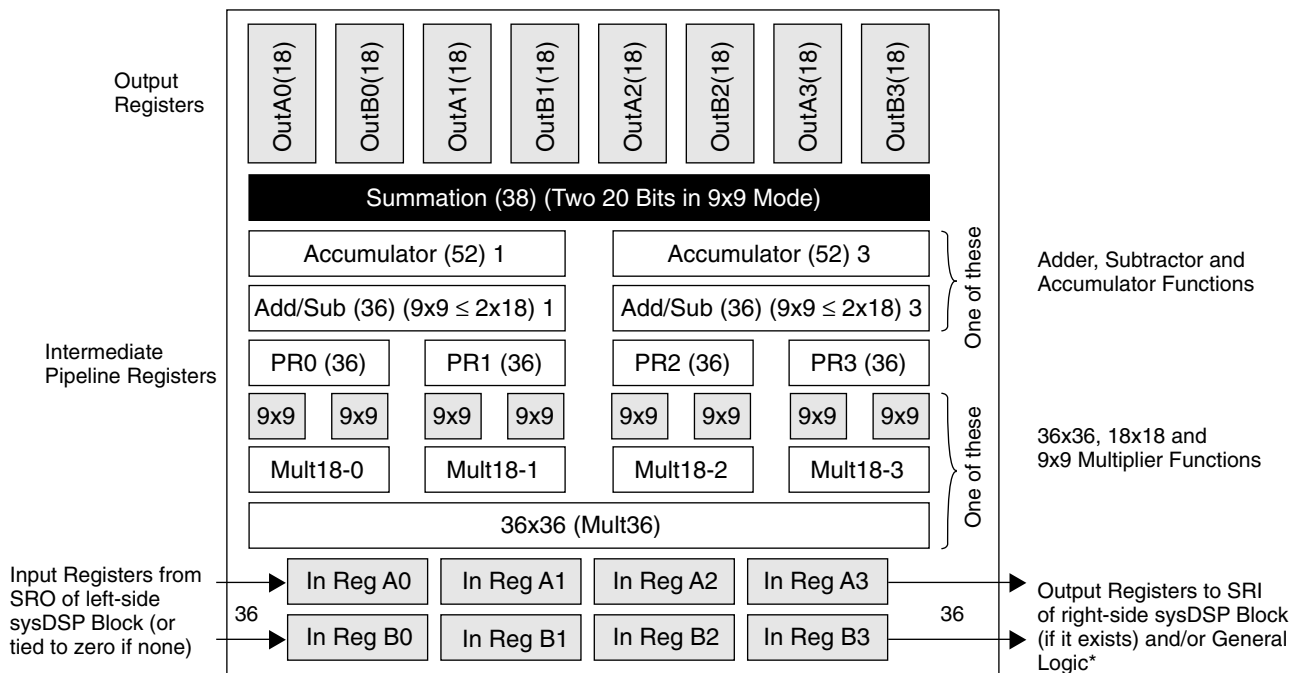 Output
Registers
OutA0(18)
OutB0(18)
OutA1(18)
OutB1(18)
OutA2(18)
OutB2(18)
OutA3(18)
OutB3(18)
Summation (38) (Two 20 Bits in 9x9 Mode)
Accumulator (52) 1
Accumulator (52) 3
Add/Sub (36) (9x9 ≤ 2x18) 1
Add/Sub (36) (9x9 ≤ 2x18) 3
One of these
Adder, Subtractor and
Accumulator Functions
Intermediate
Pipeline Registers
PR0 (36)
PR1 (36)
PR2 (36)
PR3 (36)
9x9
9x9
9x9
9x9
9x9
9x9
9x9
9x9
Mult18-0
Mult18-1
Mult18-2
Mult18-3
36x36 (Mult36)
One of these
36x36, 18x18 and
9x9 Multiplier Functions
Input Registers from
SRO of left-side
sysDSP Block (or
tied to zero if none)
36
In Reg A0
In Reg A1
In Reg A2
In Reg A3
In Reg B0
In Reg B1
In Reg B2
In Reg B3
36
Output Registers to SRI
of right-side sysDSP Block
(if it exists) and/or General
Logic*